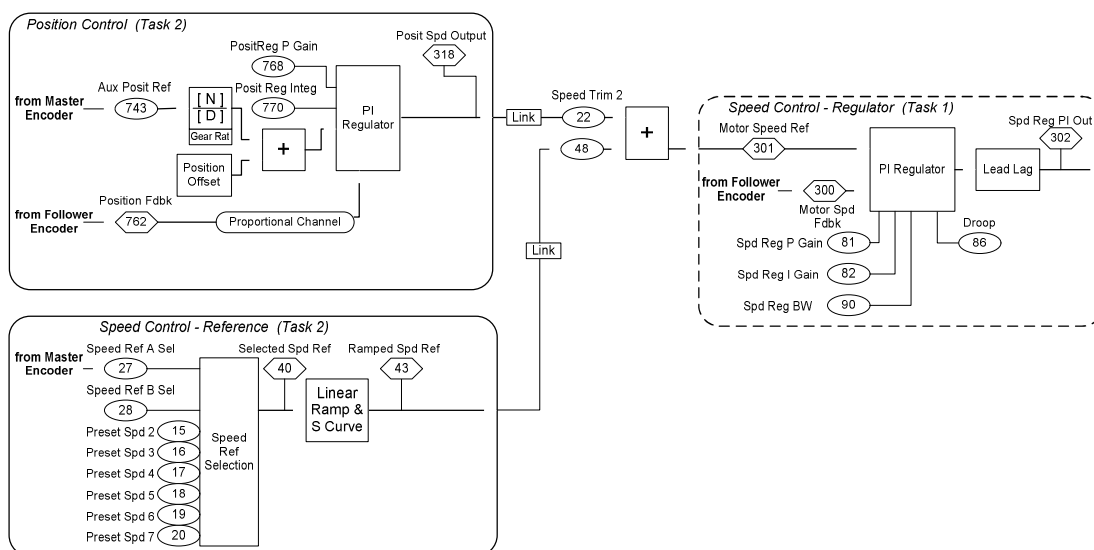 Position Control (Task 2)
PositReg P Gain
768
Posit Spd Output
318
Aux Posit Ref
from Master
Encoder
743
[ N ]
[ D ]
Gear Rat
Posit Reg Integ
770
PI
Regulator
+
Position
Offset
Position Fdbk
from Follower
Encoder
762
Proportional Channel
Link
Speed Trim 2
22
48
+
Link
Speed Control - Regulator (Task 1)
Motor Speed Ref
301
Spd Reg PI Out
302
PI Regulator
Lead Lag
from Follower
Encoder
300
Motor Spd
Fdbk
Droop
86
Spd Reg P Gain
81
Spd Reg I Gain
82
Spd Reg BW
90
Speed Control - Reference (Task 2)
from Master
Encoder
Speed Ref A Sel
27
Speed Ref B Sel
28
Selected Spd Ref
40
Ramped Spd Ref
43
Linear
Ramp &
S Curve
Speed
Ref
Selection
Preset Spd 2 15
Preset Spd 3 16
Preset Spd 4 17
Preset Spd 5 18
Preset Spd 6 19
Preset Spd 7 20